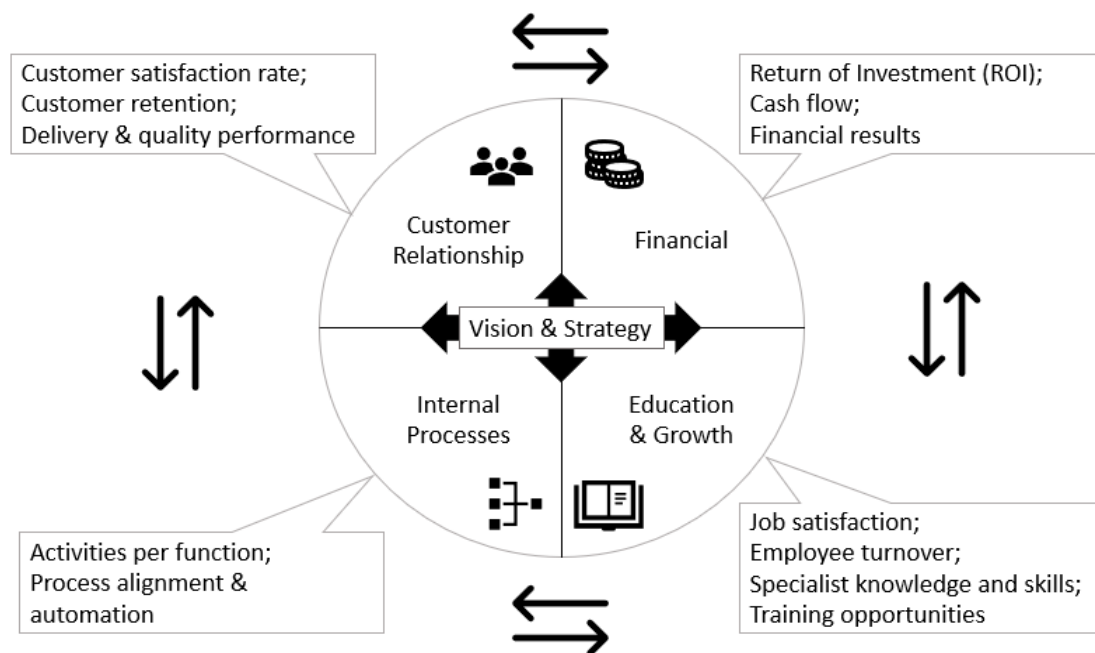 Customer satisfaction rate;
Customer retention;
Delivery & quality performance
Return of Investment (ROI);
Cash flow;
Financial results
Customer
Relationship
Financial
Vision & Strategy
Internal
Processes
Education
& Growth
Activities per function;
Process alignment &
automation
Job satisfaction;
Employee turnover;
Specialist knowledge and skills;
Training opportunities